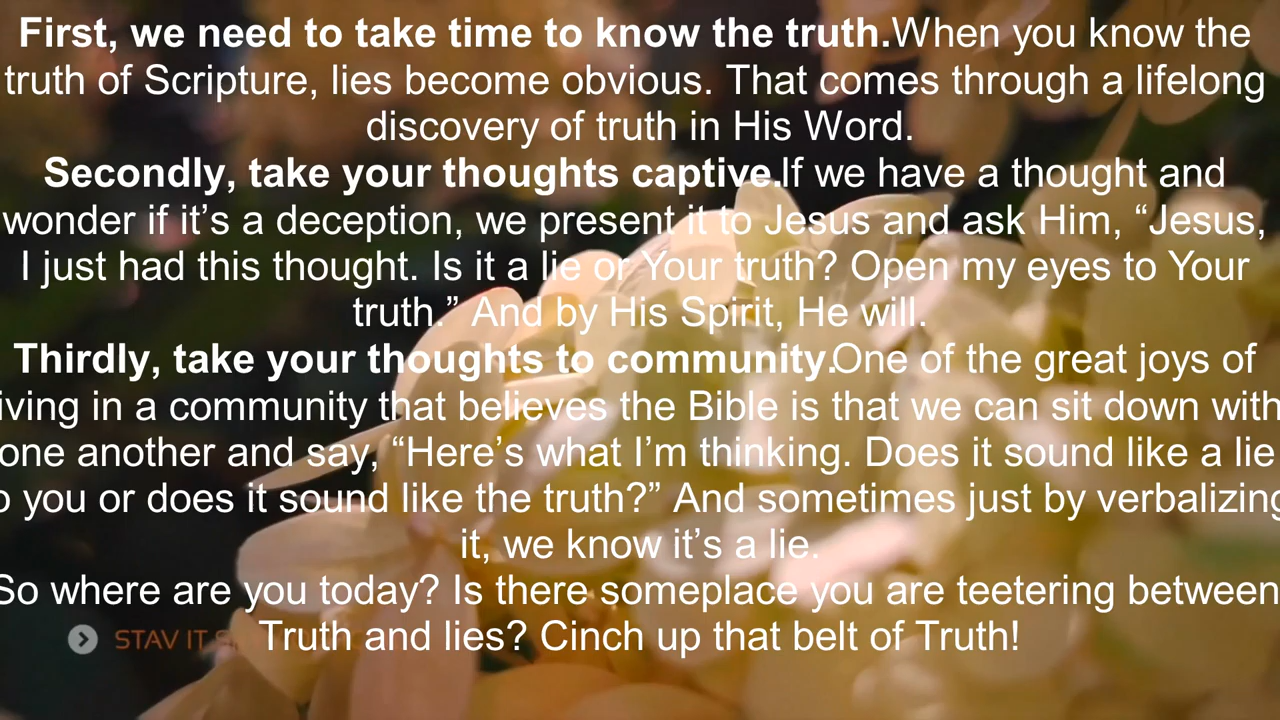 First, we need to take time to know the truth.When you know the
truth of Scripture, lies become obvious. That comes through a lifelong
discovery of truth in His Word.
Secondly, take your thoughts captive.If we have a thought and
wonder if it’s a deception, we present it to Jesus and ask Him, “Jesus,
I just had this thought. Is it a lie or Your truth? Open my eyes to Your
truth.” And by His Spirit, He will.
Thirdly, take your thoughts to community.One of the great joys of
iving in a community that believes the Bible is that we can sit down with
one another and say, “Here’s what I’m thinking. Does it sound like a lie
o you or does it sound like the truth?” And sometimes just by verbalizing
it, we know it’s a lie.
So where are you today? Is there someplace you are teetering between
Truth and lies? Cinch up that belt of Truth!
STAV IT